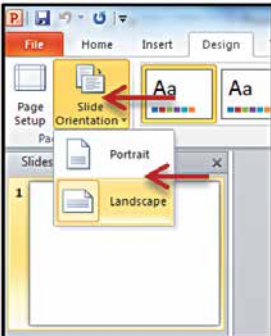 P
File Home Insert Design
Page Setup
Slide Orientation
Aa Aa
Pa
Portrait
Landscape
Slides
1